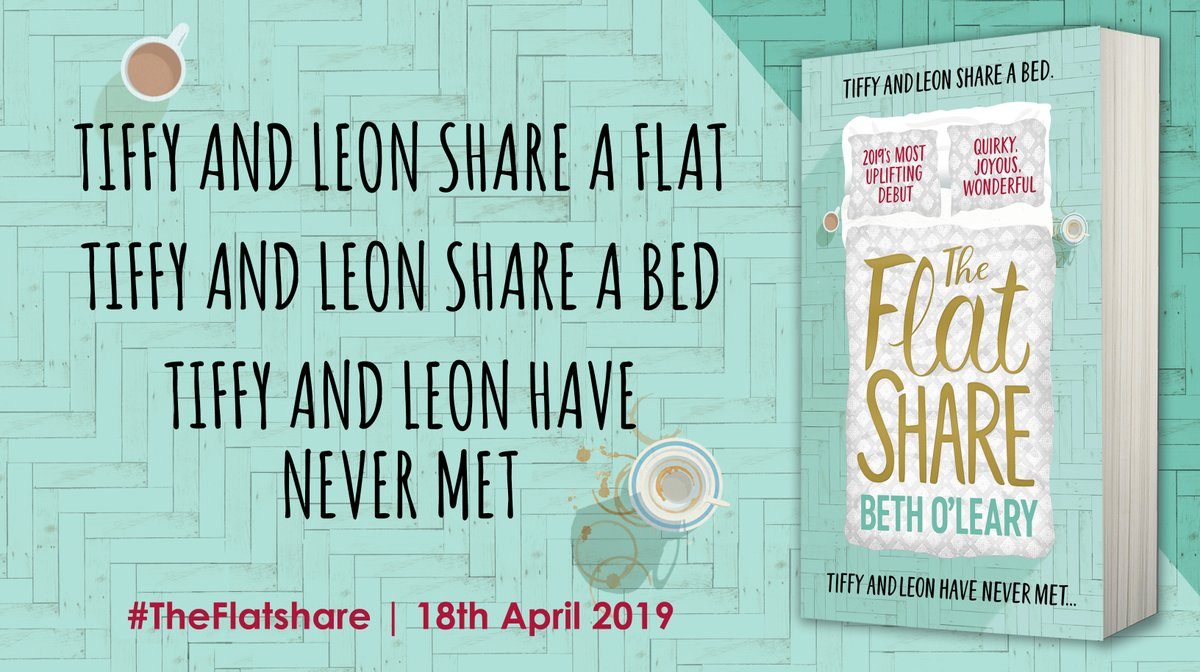 TIFFY AND LEON SHARE A FLAT
TIFFY AND LEON SHARE A BED
TIFFY AND LEON HAVE
NEVER MET
#TheFlatshare | 18th April 2019
TIFFY AND LEON SHARE A BED.
2019's MOST
UPLIFTING
DEBUT
QUIRKY,
JOYOUS,
WONDERFUL
The
Flat
SHARE
BETH O'LEARY
TIFFY AND LEON HAVE NEVER MET...